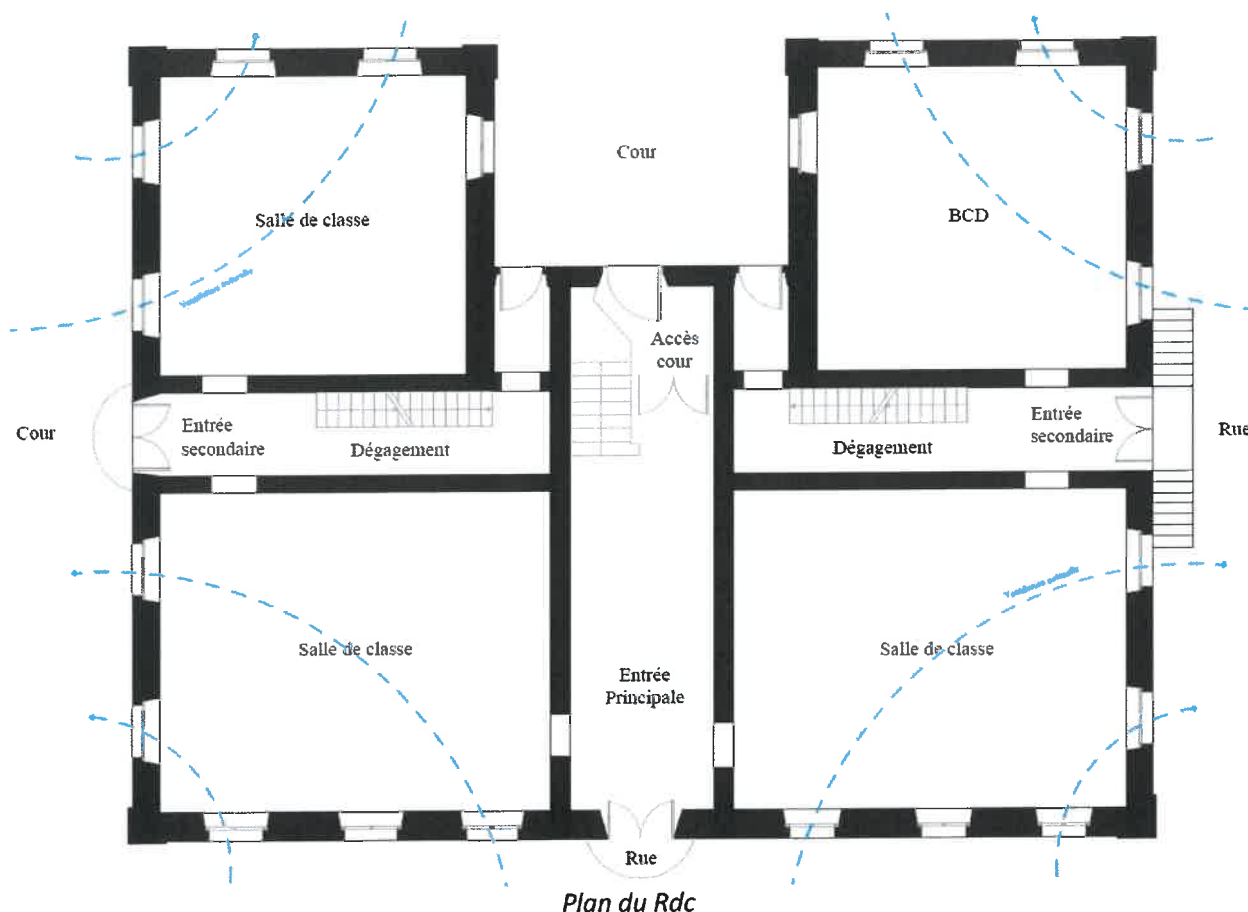 Cour
Salle de classe
BCD
Accès
cour
Cour
Entrée
secondaire
Dégagement
Dégagement
Entrée
secondaire
Rue
Salle de classe
Entrée
Principale
Salle de classe
Rue
Plan du Rdc